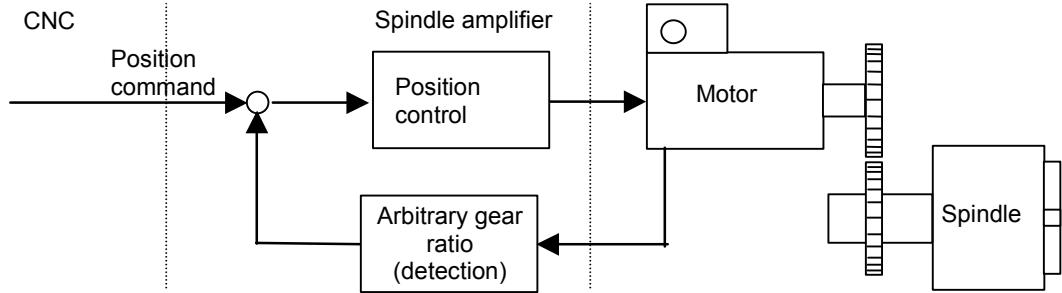 CNC
Spindle amplifier
Position
command
Position
control
Motor
Arbitrary gear
ratio
(detection)
Spindle